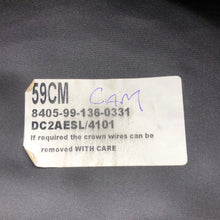 59CM CAM
8405-99-136-0331
DC2AESL/4101
If required the crown wires can be
removed WITH CARE